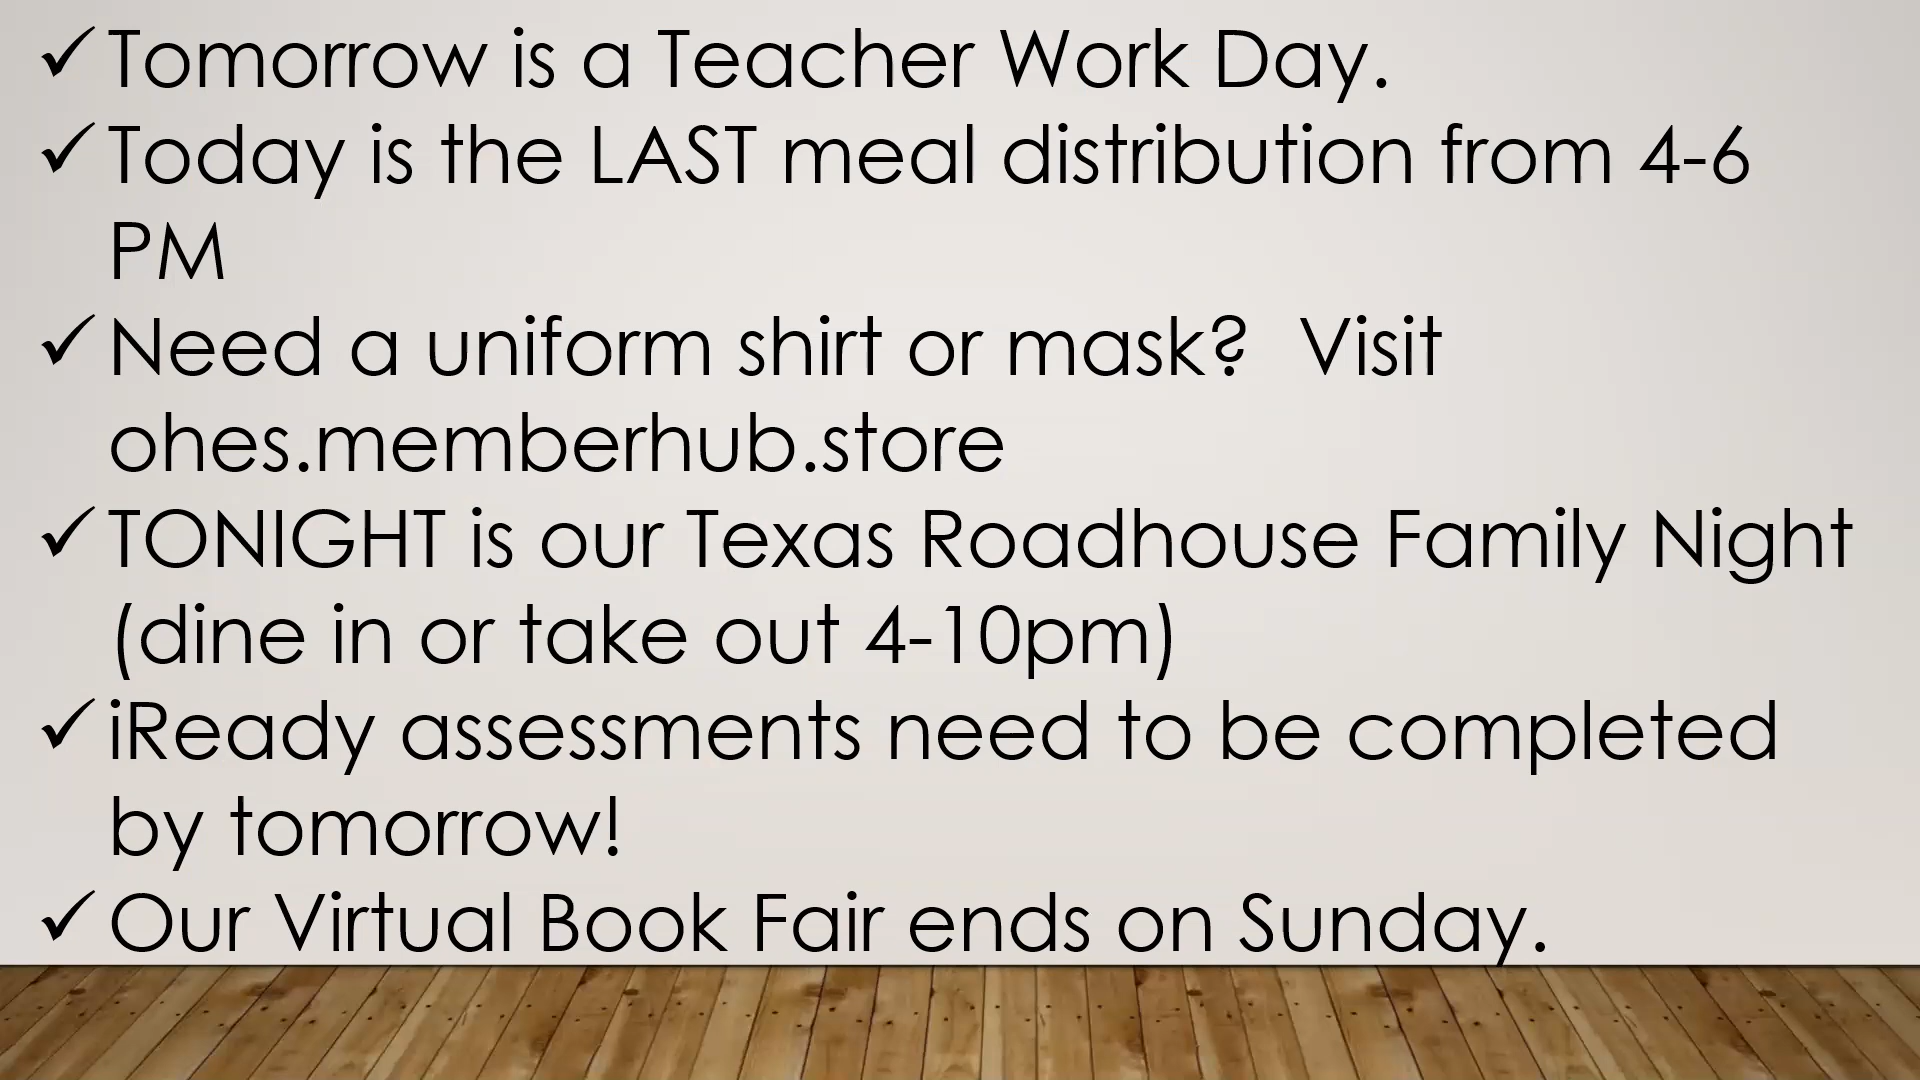 ✓Tomorrow is a Teacher Work Day.
✓Today is the LAST meal distribution from 4-6
PM
✓Need a uniform shirt or mask?  Visit
ohes.memberhub.store
✓TONIGHT is our Texas Roadhouse Family Night
(dine in or take out 4-10pm)
✓iReady assessments need to be completed
by tomorrow!
✓Our Virtual Book Fair ends on Sunday.